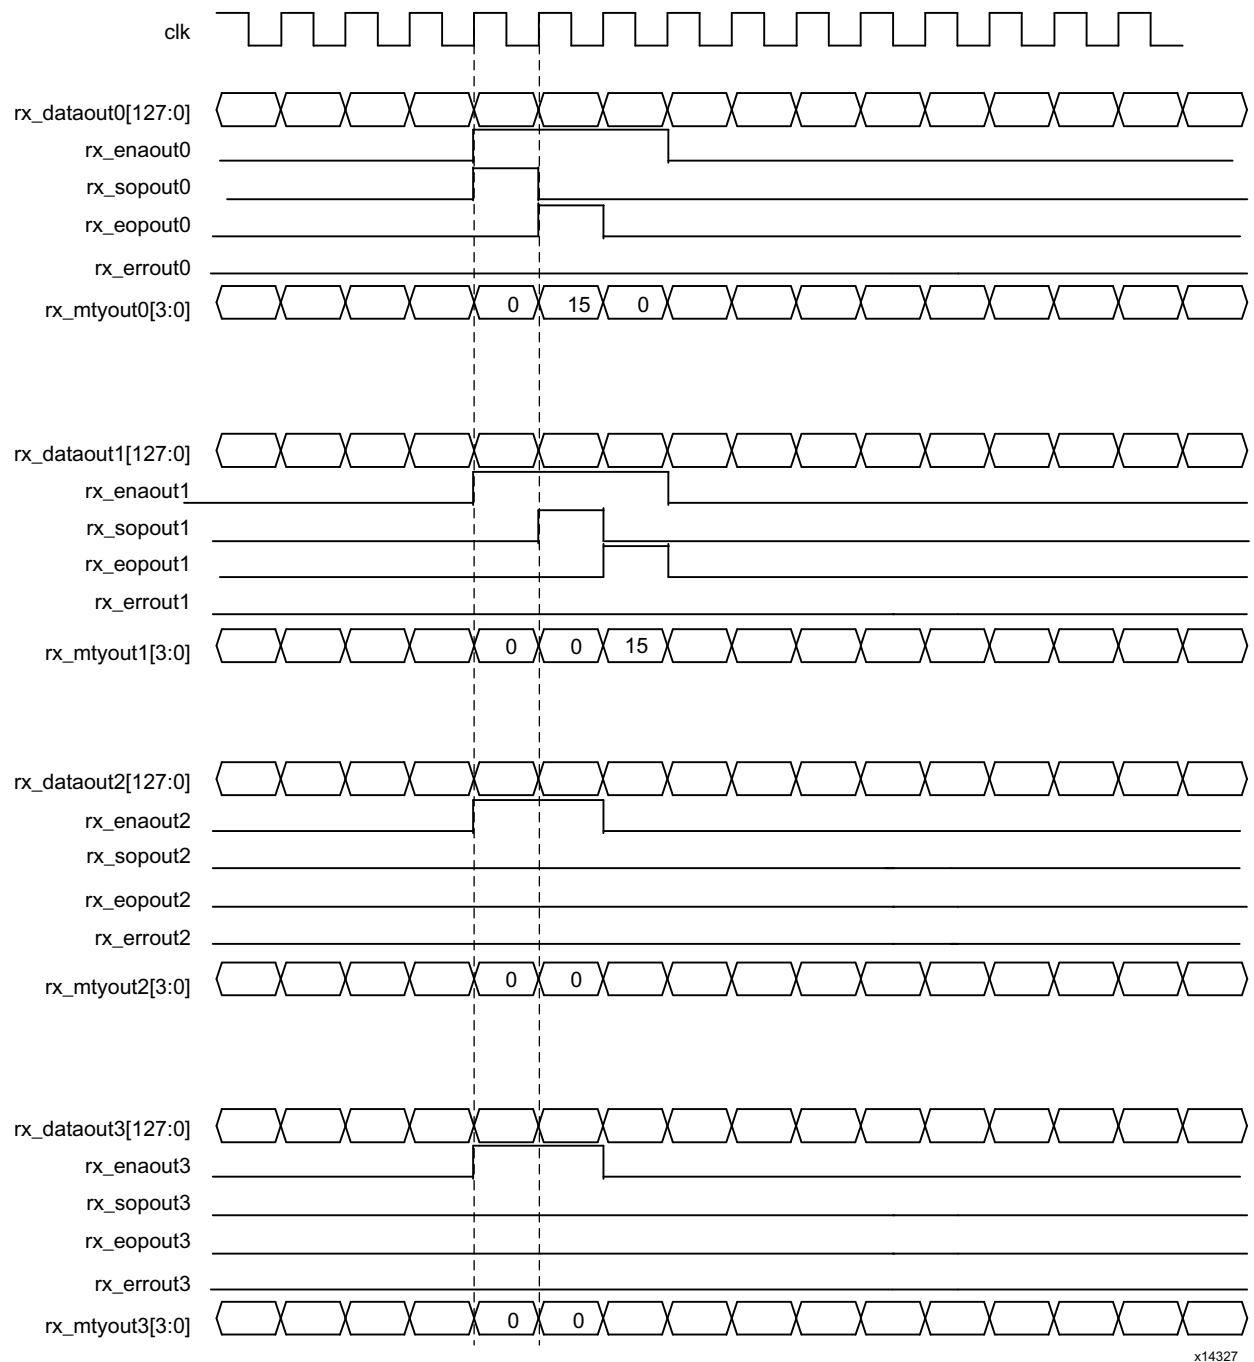 clk
rx_dataout0[127:0]
rx_enaout0
rx_sopout0
rx_eopout0
rx_errout0
rx_mtyout0[3:0] 0 15 0
rx_dataout1[127:0]
rx_enaout1
rx_sopout1
rx_eopout1
rx_errout1
rx_mtyout1[3:0] 0 0 15
rx_dataout2[127:0]
rx_enaout2
rx_sopout2
rx_eopout2
rx_errout2
rx_mtyout2[3:0] 0 0
rx_dataout3[127:0]
rx_enaout3
rx_sopout3
rx_eopout3
rx_errout3
rx_mtyout3[3:0] 0 0
x14327